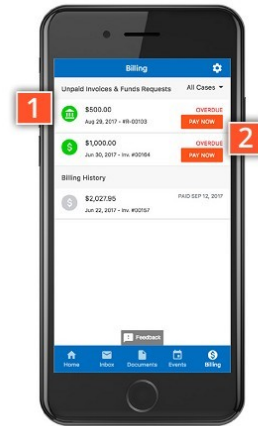 Billing
Unpaid Invoices & Funds Requests
All Cases
1
$500.00
OVERDUE
Aug 29, 2017 - #R-00103
PAY NOW
2
$1,000.00
OVERDUE
Jun 30, 2017 - Inv. #00164
PAY NOW
Billing History
$
$2,027.95
PAID SEP 12, 2017
Jun 22, 2017 - Inv. #00157
Feedback
Home
Inbox
Documents
Events
Billing